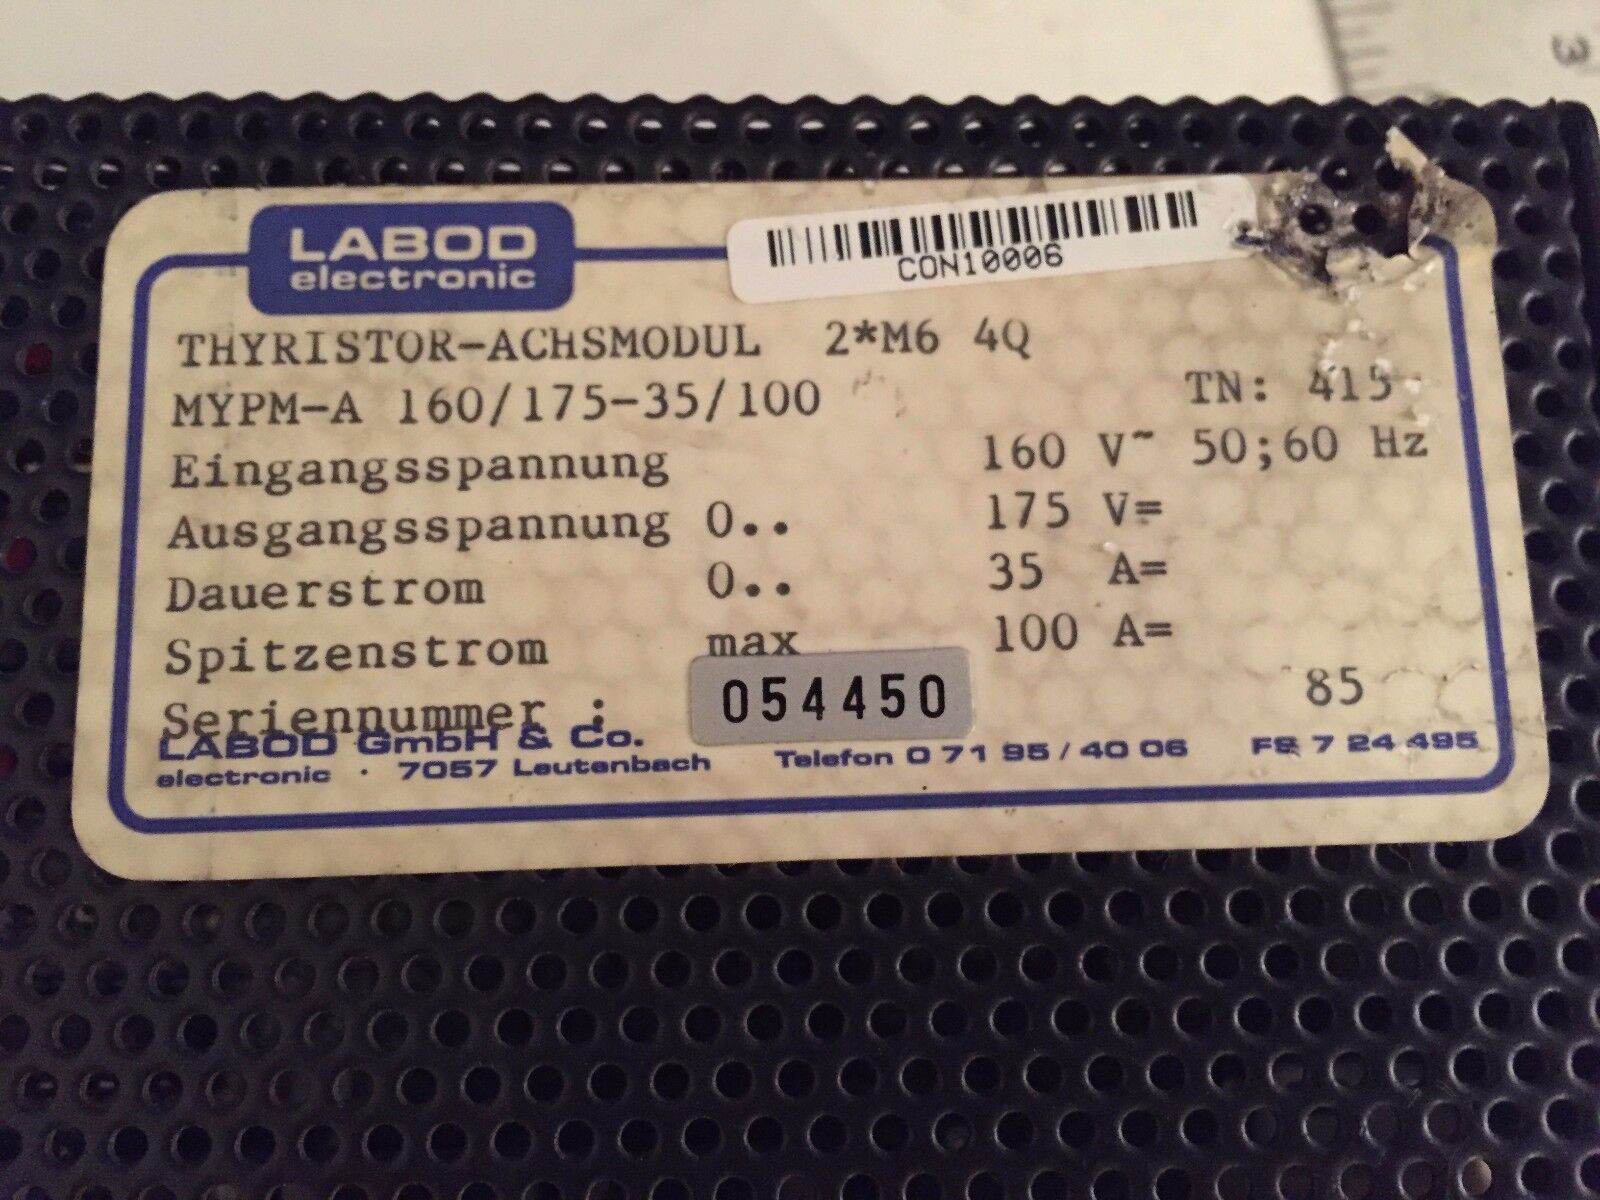 3
LABOD
electronic
CON10006
THYRISTOR-ACHSMODUL 2*M6 4Q
MYPM-A 160/175-35/100 TN: 415
Eingangsspannung 160 V~ 50;60 Hz
Ausgangsspannung 0.. 175 V=
Dauerstrom 0.. 35 A=
Spitzenstrom max 100 A=
Seriennummer : 054450 85
LABOD GmbH & Co.
electronic · 7057 Leutenbach Telefon 0 71 95 / 40 06 FS 7 24 495